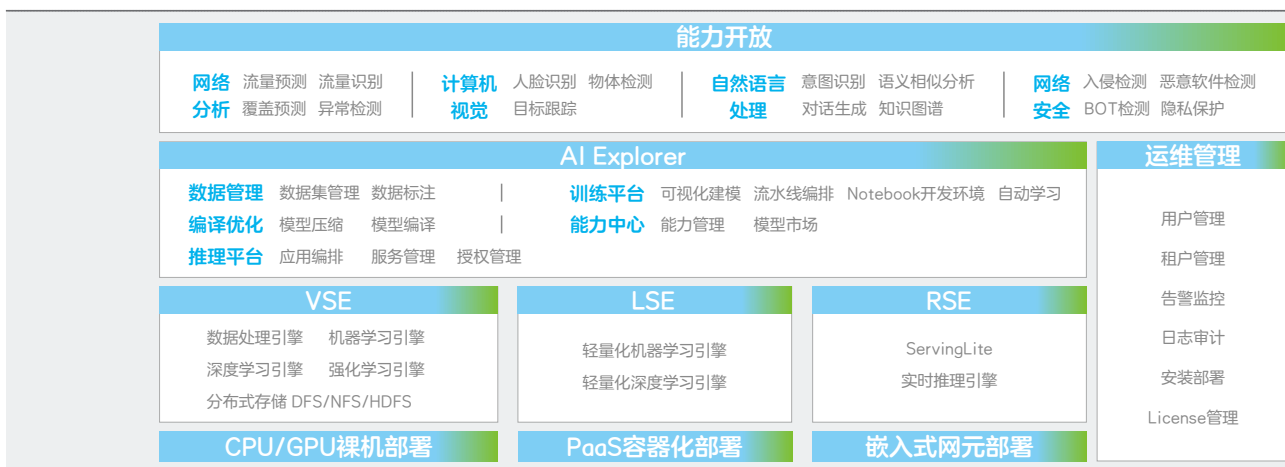 能力开放
网络 流量预测 流量识别 计算机 人脸识别 物体检测 自然语言 意图识别 语义相似分析 网络 入侵检测 恶意软件检测
分析 覆盖预测 异常检测 视觉 目标跟踪 处理 对话生成 知识图谱 安全 BOT检测 隐私保护
AI Explorer
数据管理 数据集管理 数据标注 训练平台 可视化建模 流水线编排 Notebook开发环境 自动学习
编译优化 模型压缩 模型编译 能力中心 能力管理 模型市场
推理平台 应用编排 服务管理 授权管理
运维管理
用户管理
租户管理
告警监控
日志审计
安装部署
License管理
VSE
数据处理引擎 机器学习引擎
深度学习引擎 强化学习引擎
分布式存储 DFS/NFS/HDFS
CPU/GPU裸机部署
LSE
轻量化机器学习引擎
轻量化深度学习引擎
PaaS容器化部署
RSE
ServingLite
实时推理引擎
嵌入式网元部署